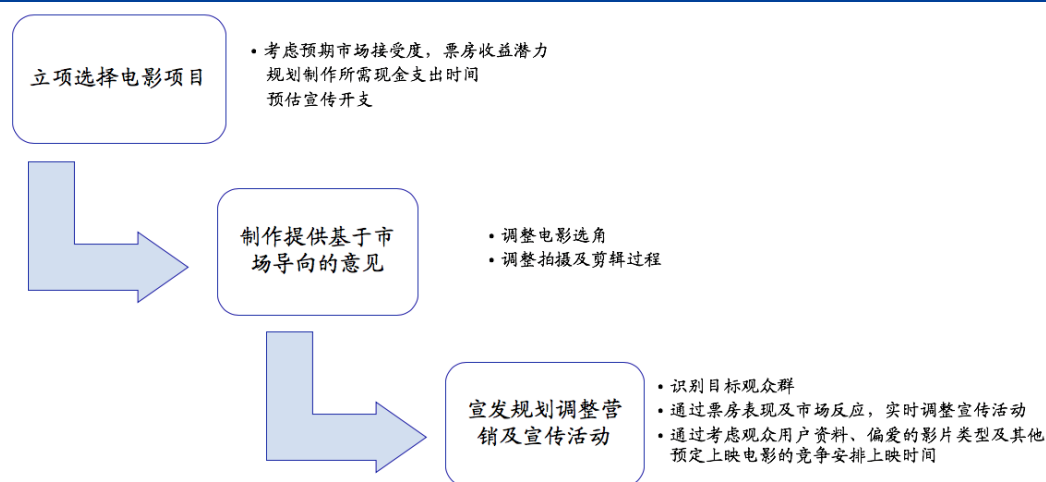 立项选择电影项目
• 考虑预期市场接受度，票房收益潜力
规划制作所需现金支出时间
预估宣传开支
制作提供基于市
场导向的意见
• 调整电影选角
• 调整拍摄及剪辑过程
宣发规划调整营
销及宣传活动
• 识别目标观众群
• 通过票房表现及市场反应，实时调整宣传活动
• 通过考虑观众用户资料、偏爱的影片类型及其他
预定上映电影的竞争安排上映时间